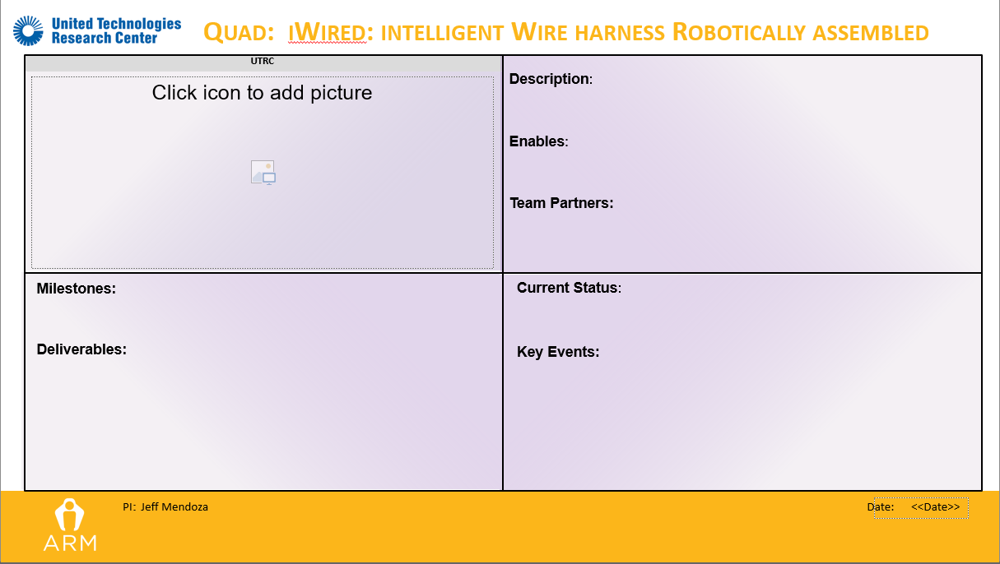 United Technologies
Research Center
QUAD: IWIRED: INTELLIGENT WIRE HARNESS ROBOTICALLY ASSEMBLED
UTRC
Click icon to add picture
Description:
Enables:
Team Partners:
Milestones:
Deliverables:
Current Status:
Key Events:
ARM
PI: Jeff Mendoza
Date: <<Date>>